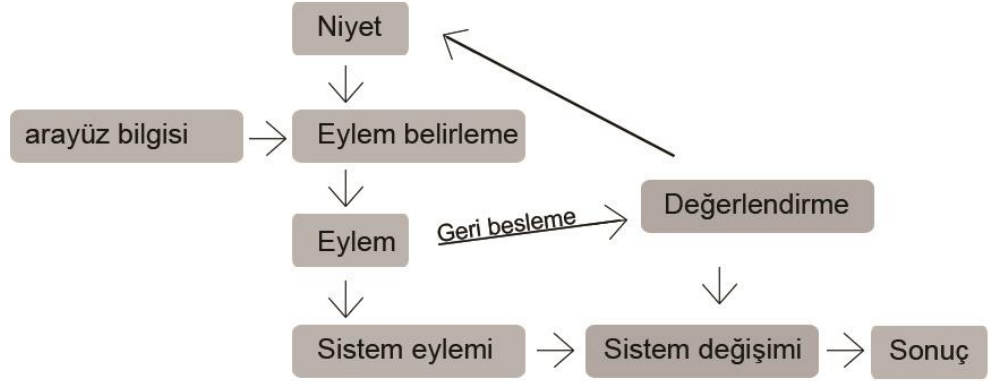 Niyet
arayüz bilgisi
Eylem belirleme
Eylem
Geri besleme
Değerlendirme
Sistem eylemi
Sistem değişimi
Sonuç